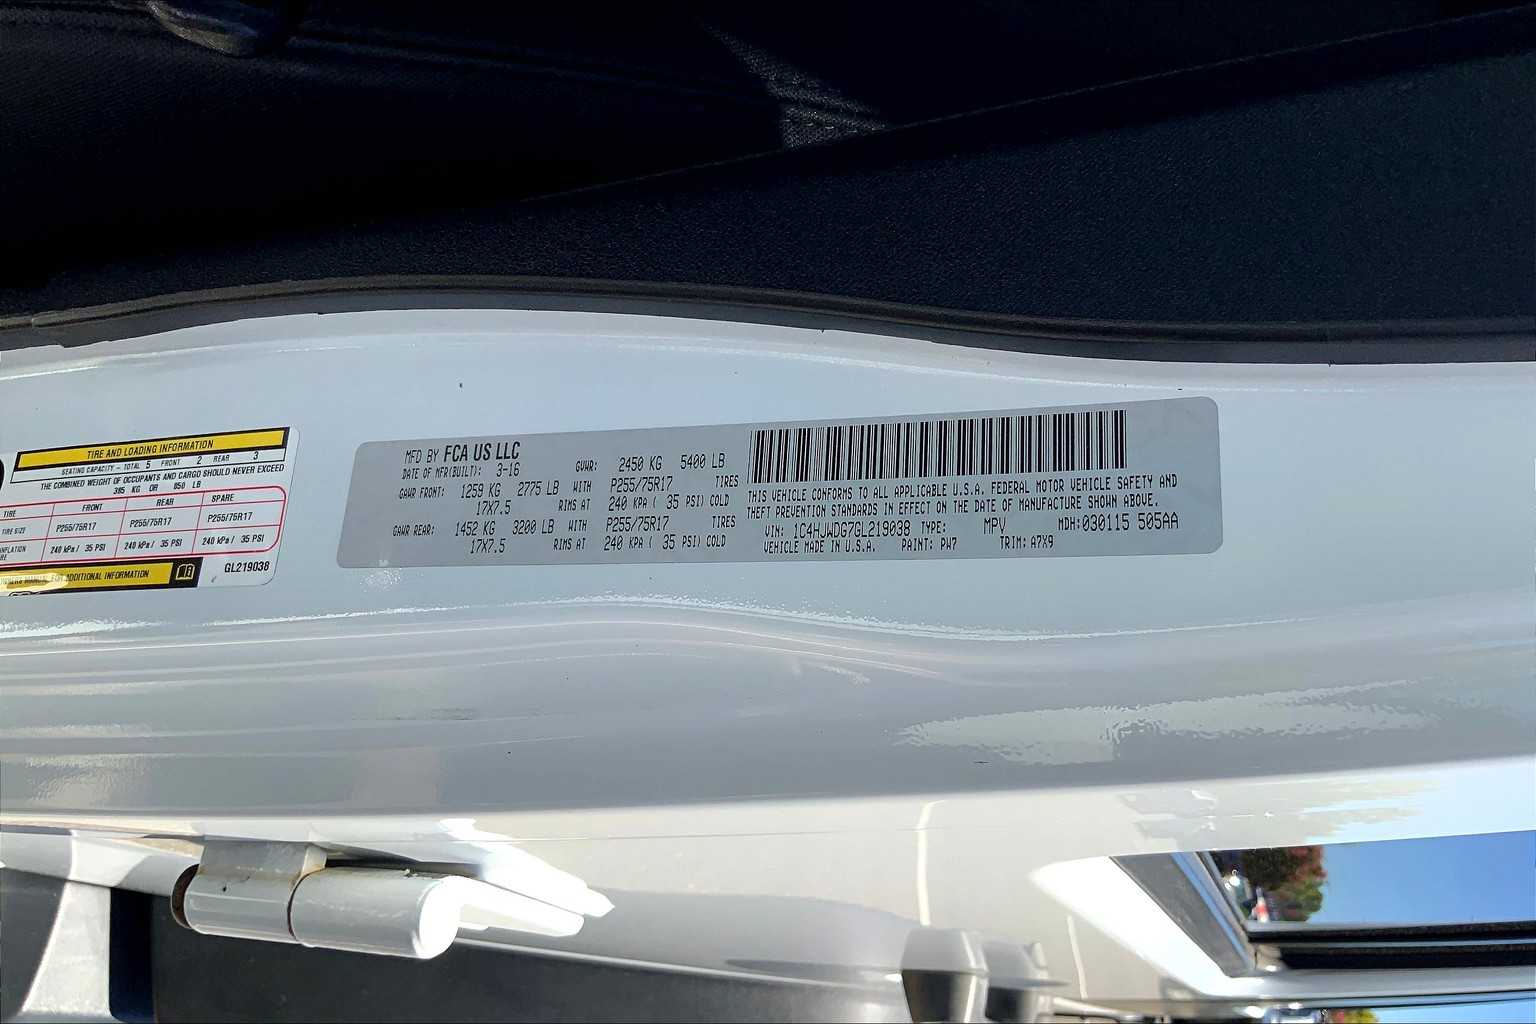 TIRE AND LOADING INFORMATION
SEATING CAPACITY - TOTAL 5 FRONT 2 REAR 3
THE COMBINED WEIGHT OF OCCUPANTS AND CARGO SHOULD NEVER EXCEED
385 KG OR 850 LB
TIRE FRONT REAR SPARE
TIRE SIZE P255/75R17 P255/75R17 P255/75R17
240 kPa / 35 PSI 240 kPa / 35 PSI 240 kPa / 35 PSI
MANUAL FOR ADDITIONAL INFORMATION
GL219038
MFD BY FCA US LLC
DATE OF MFR(BUILT): 3-16 GVWR: 2450 KG 5400 LB
GAWR FRONT: 1259 KG 2775 LB WITH P255/75R17 TIRES
17X7.5 RIMS AT 240 KPA ( 35 PSI) COLD
GAWR REAR: 1452 KG 3200 LB WITH P255/75R17 TIRES
17X7.5 RIMS AT 240 KPA ( 35 PSI) COLD
THIS VEHICLE CONFORMS TO ALL APPLICABLE U.S.A. FEDERAL MOTOR VEHICLE SAFETY AND
THEFT PREVENTION STANDARDS IN EFFECT ON THE DATE OF MANUFACTURE SHOWN ABOVE.
VIN: 1C4HJWDG7GL219038 TYPE: MPV MDH:030115 505AA
VEHICLE MADE IN U.S.A. PAINT: PW7 TRIM: A7X9